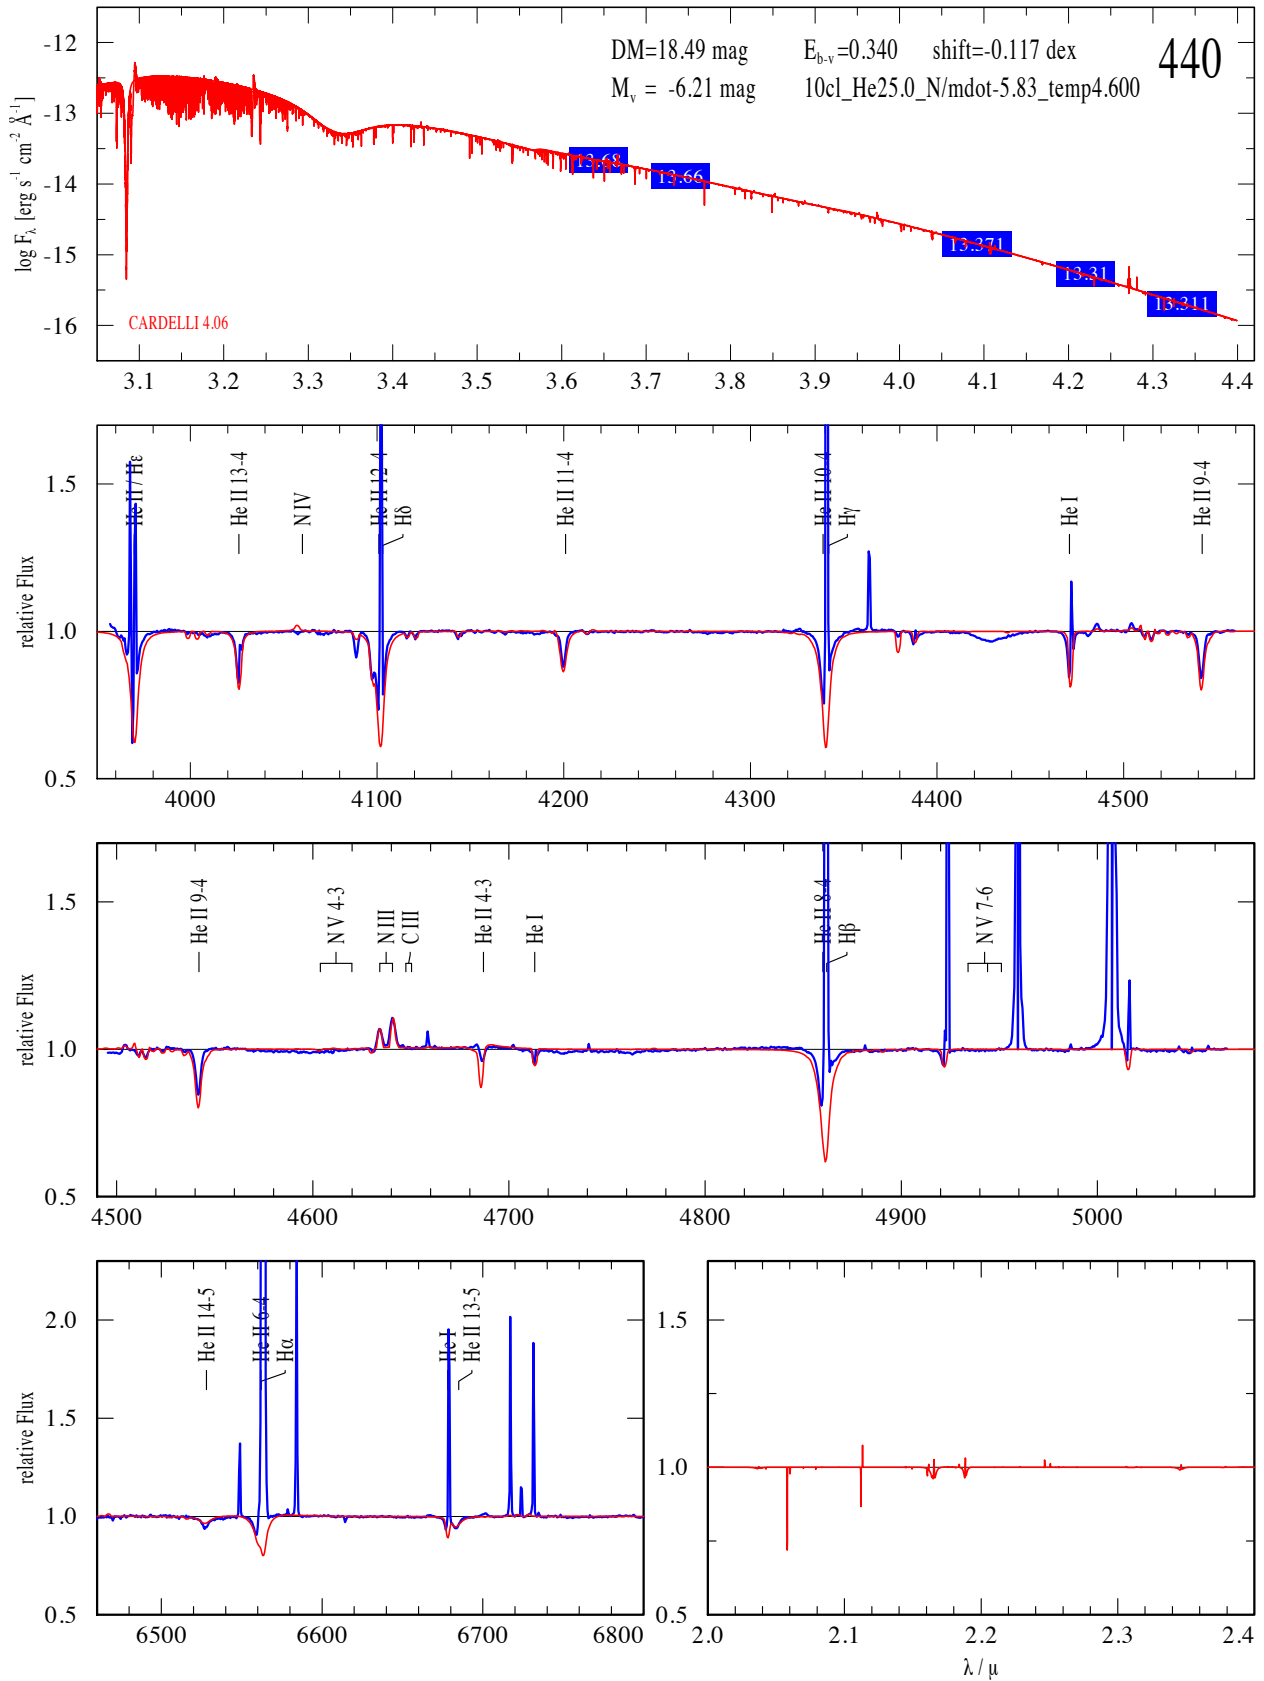 DM=18.49 mag E_b-v=0.340 shift=-0.117 dex 440
M_v = -6.21 mag 10cl_He25.0_N/mdot-5.83_temp4.600
log F_λ [erg s^-1 cm^-2 Å^-1]
-12
-13
-14
-15
-16
13.68
13.66
13.371
13.31
13.311
CARDELLI 4.06
3.1 3.2 3.3 3.4 3.5 3.6 3.7 3.8 3.9 4.0 4.1 4.2 4.3 4.4
relative Flux
1.5
1.0
0.5
He II / Hε
He II 13-4
N IV
He II 12-4
Hδ
He II 11-4
He II 10-4
Hγ
He I
He II 9-4
4000 4100 4200 4300 4400 4500
relative Flux
1.5
1.0
0.5
He II 9-4
N V 4-3
N III
C III
He II 4-3
He I
He II 8-4
Hβ
N V 7-6
4500 4600 4700 4800 4900 5000
relative Flux
2.0
1.5
1.0
0.5
He II 14-5
He II 6-4
Hα
He I
He II 13-5
6500 6600 6700 6800
1.5
1.0
0.5
2.0 2.1 2.2 2.3 2.4
λ / μ